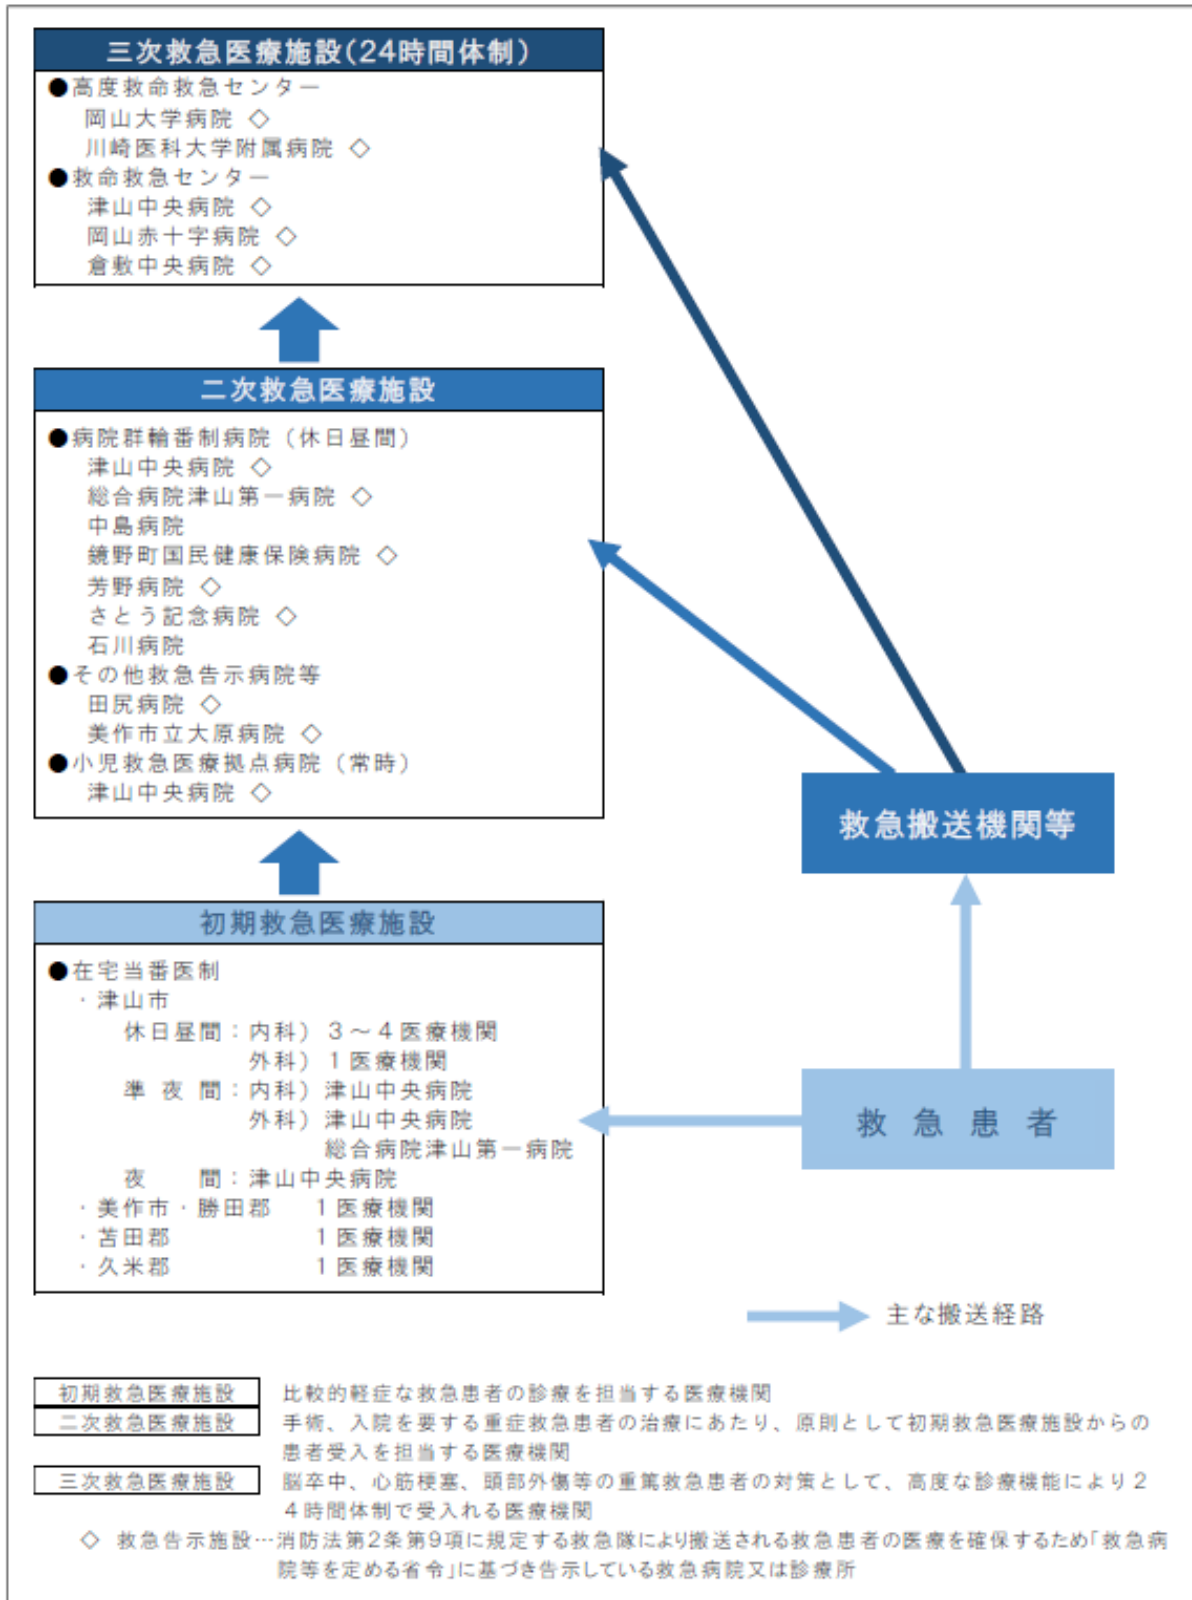 三次救急医療施設(24時間体制)
●高度救命救急センター
岡山大学病院 ◇
川崎医科大学附属病院 ◇
●救命救急センター
津山中央病院 ◇
岡山赤十字病院 ◇
倉敷中央病院 ◇
二次救急医療施設
●病院群輪番制病院（休日昼間）
津山中央病院 ◇
総合病院津山第一病院 ◇
中島病院
鏡野町国民健康保険病院 ◇
芳野病院 ◇
さとう記念病院 ◇
石川病院
●その他救急告示病院等
田尻病院 ◇
美作市立大原病院 ◇
●小児救急医療拠点病院（常時）
津山中央病院 ◇
救急搬送機関等
初期救急医療施設
●在宅当番医制
・津山市
休日昼間：内科）３～４医療機関
外科）１医療機関
準 夜 間：内科）津山中央病院
外科）津山中央病院
総合病院津山第一病院
夜 間：津山中央病院
・美作市・勝田郡 １医療機関
・苫田郡 １医療機関
・久米郡 １医療機関
救 急 患 者
主な搬送経路
初期救急医療施設 比較的軽症な救急患者の診療を担当する医療機関
二次救急医療施設 手術、入院を要する重症救急患者の治療にあたり、原則として初期救急医療施設からの
患者受入を担当する医療機関
三次救急医療施設 脳卒中、心筋梗塞、頭部外傷等の重篤救急患者の対策として、高度な診療機能により２
４時間体制で受入れる医療機関
◇ 救急告示施設…消防法第2条第9項に規定する救急隊により搬送される救急患者の医療を確保するため「救急病
院等を定める省令」に基づき告示している救急病院又は診療所